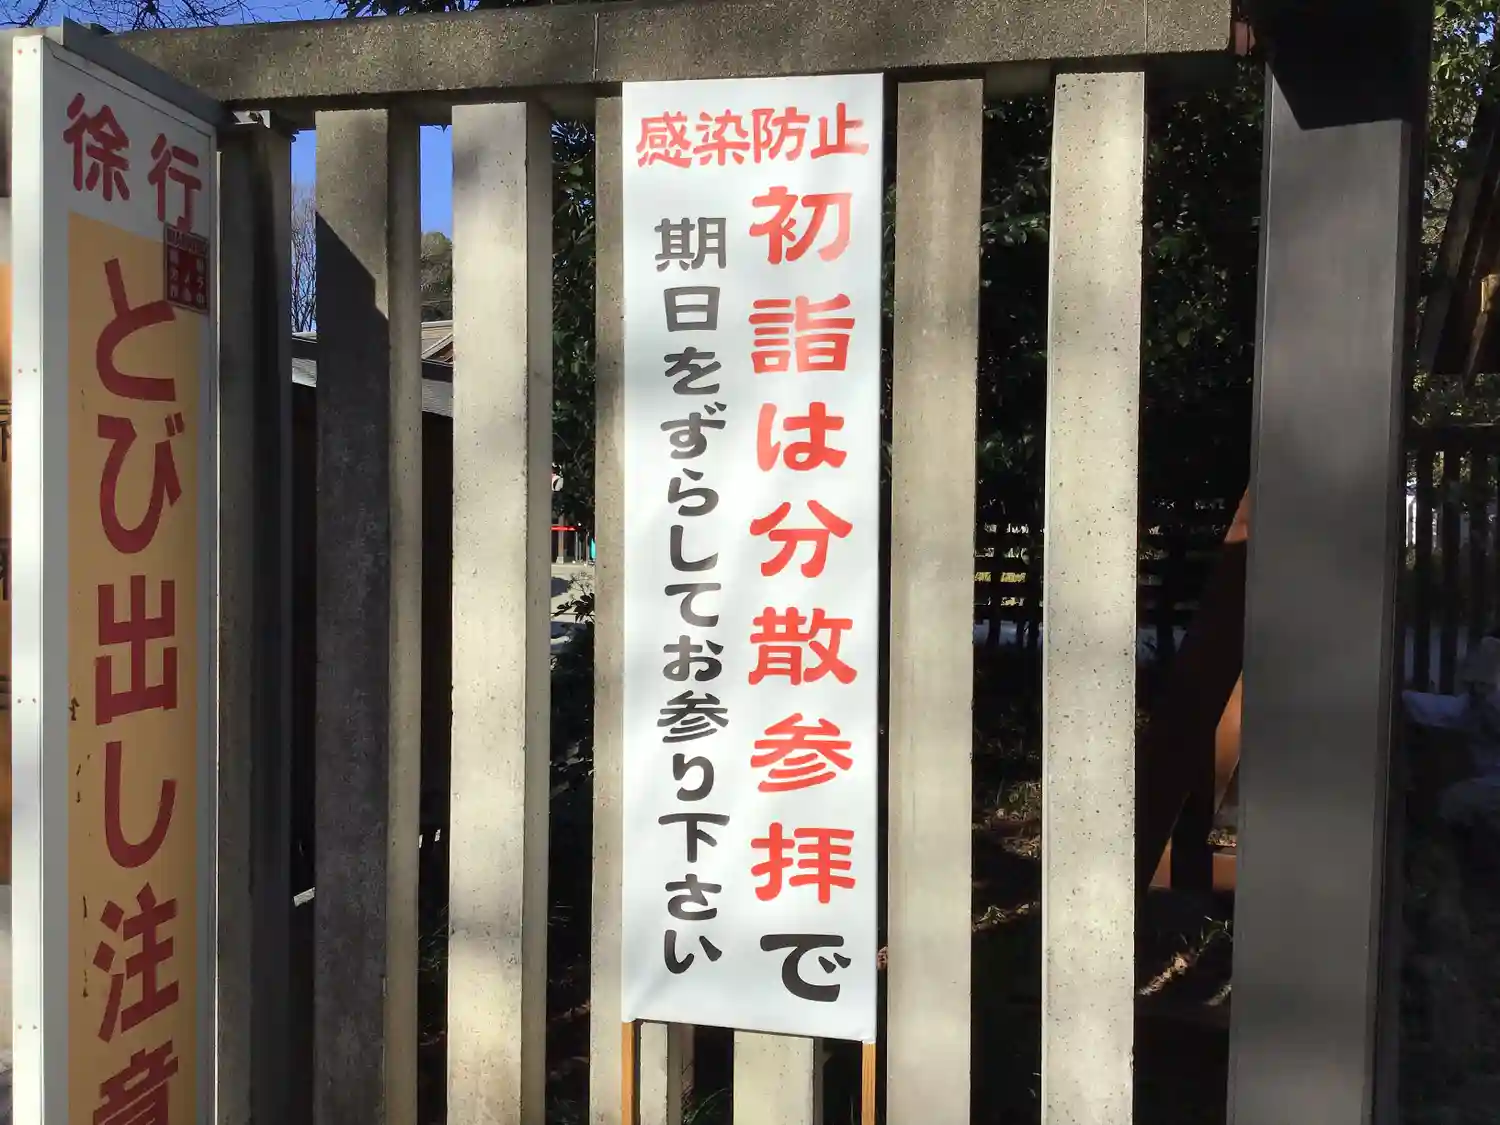 感染防止
初詣は分散参拝で
期日をずらしてお参り下さい
徐行
とび出し注意